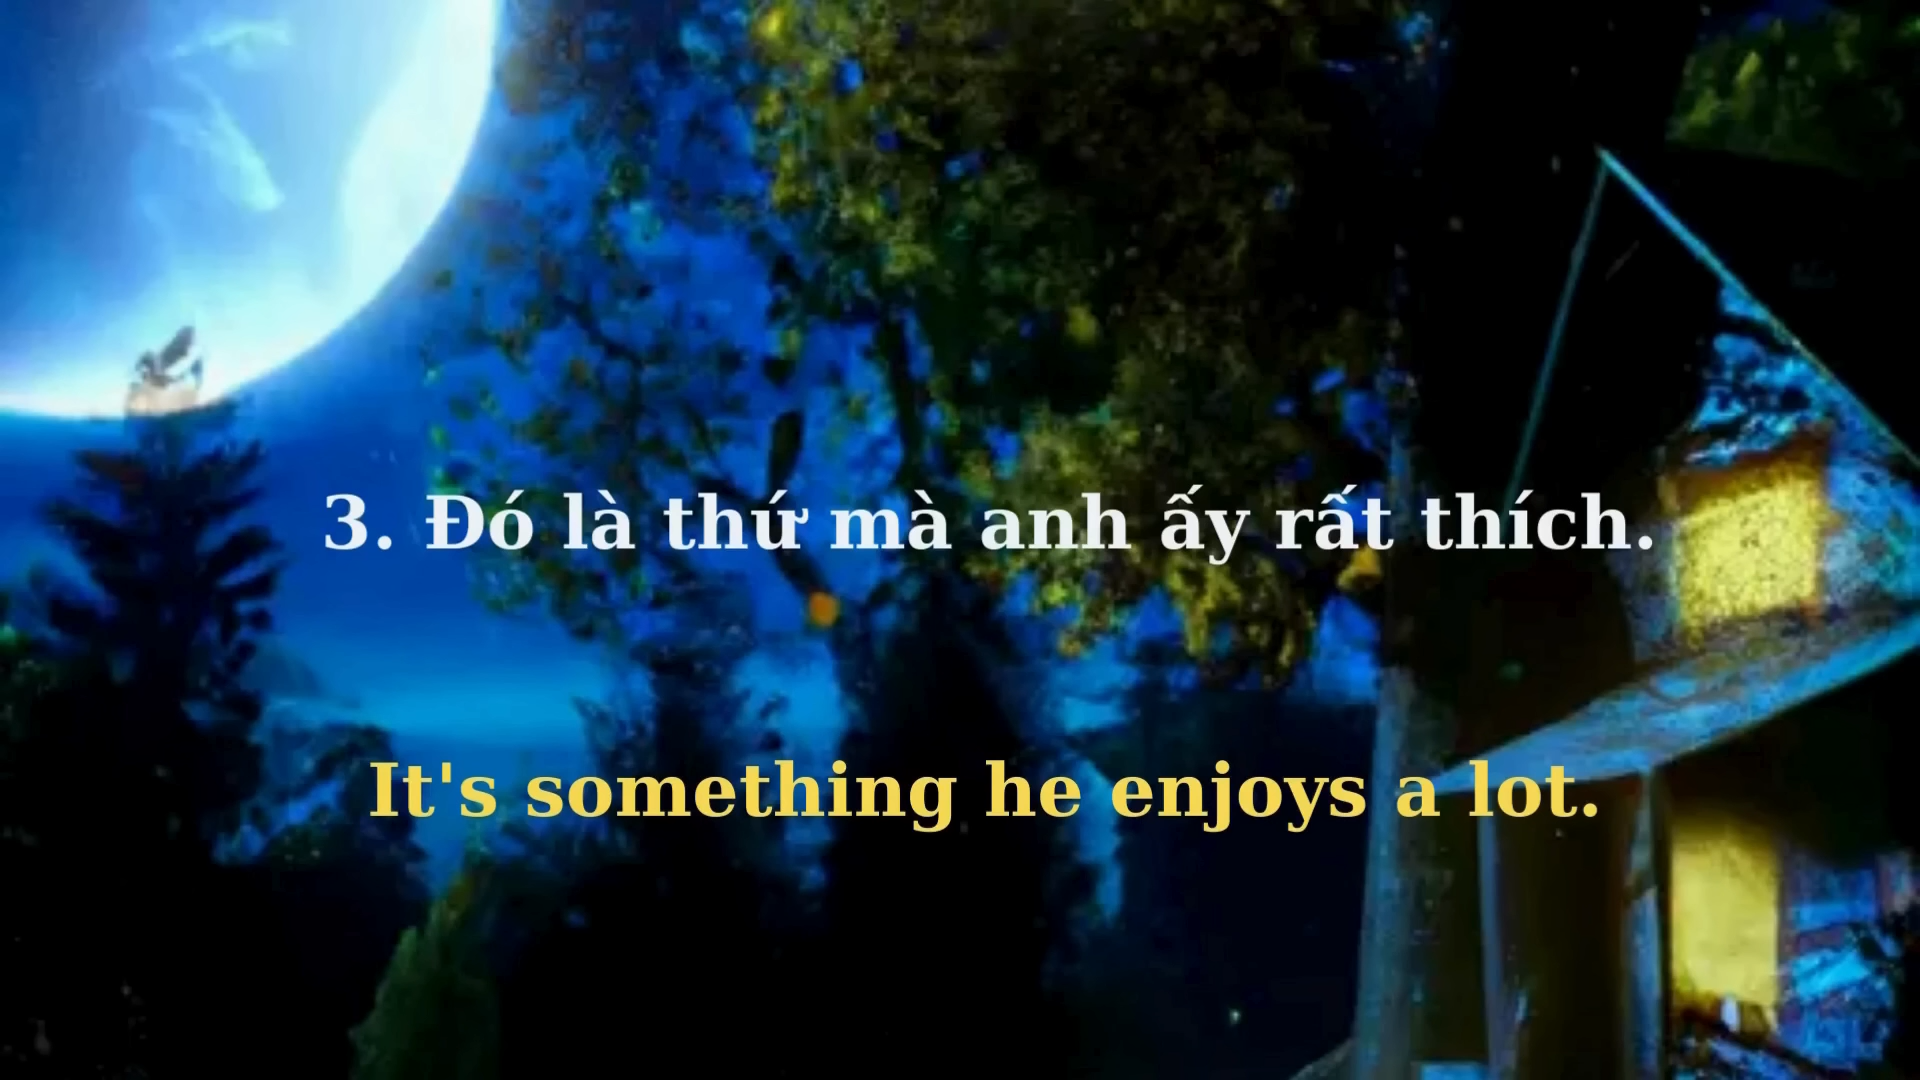 3. Đó là thứ mà anh ấy rất thích.
It's something he enjoys a lot.